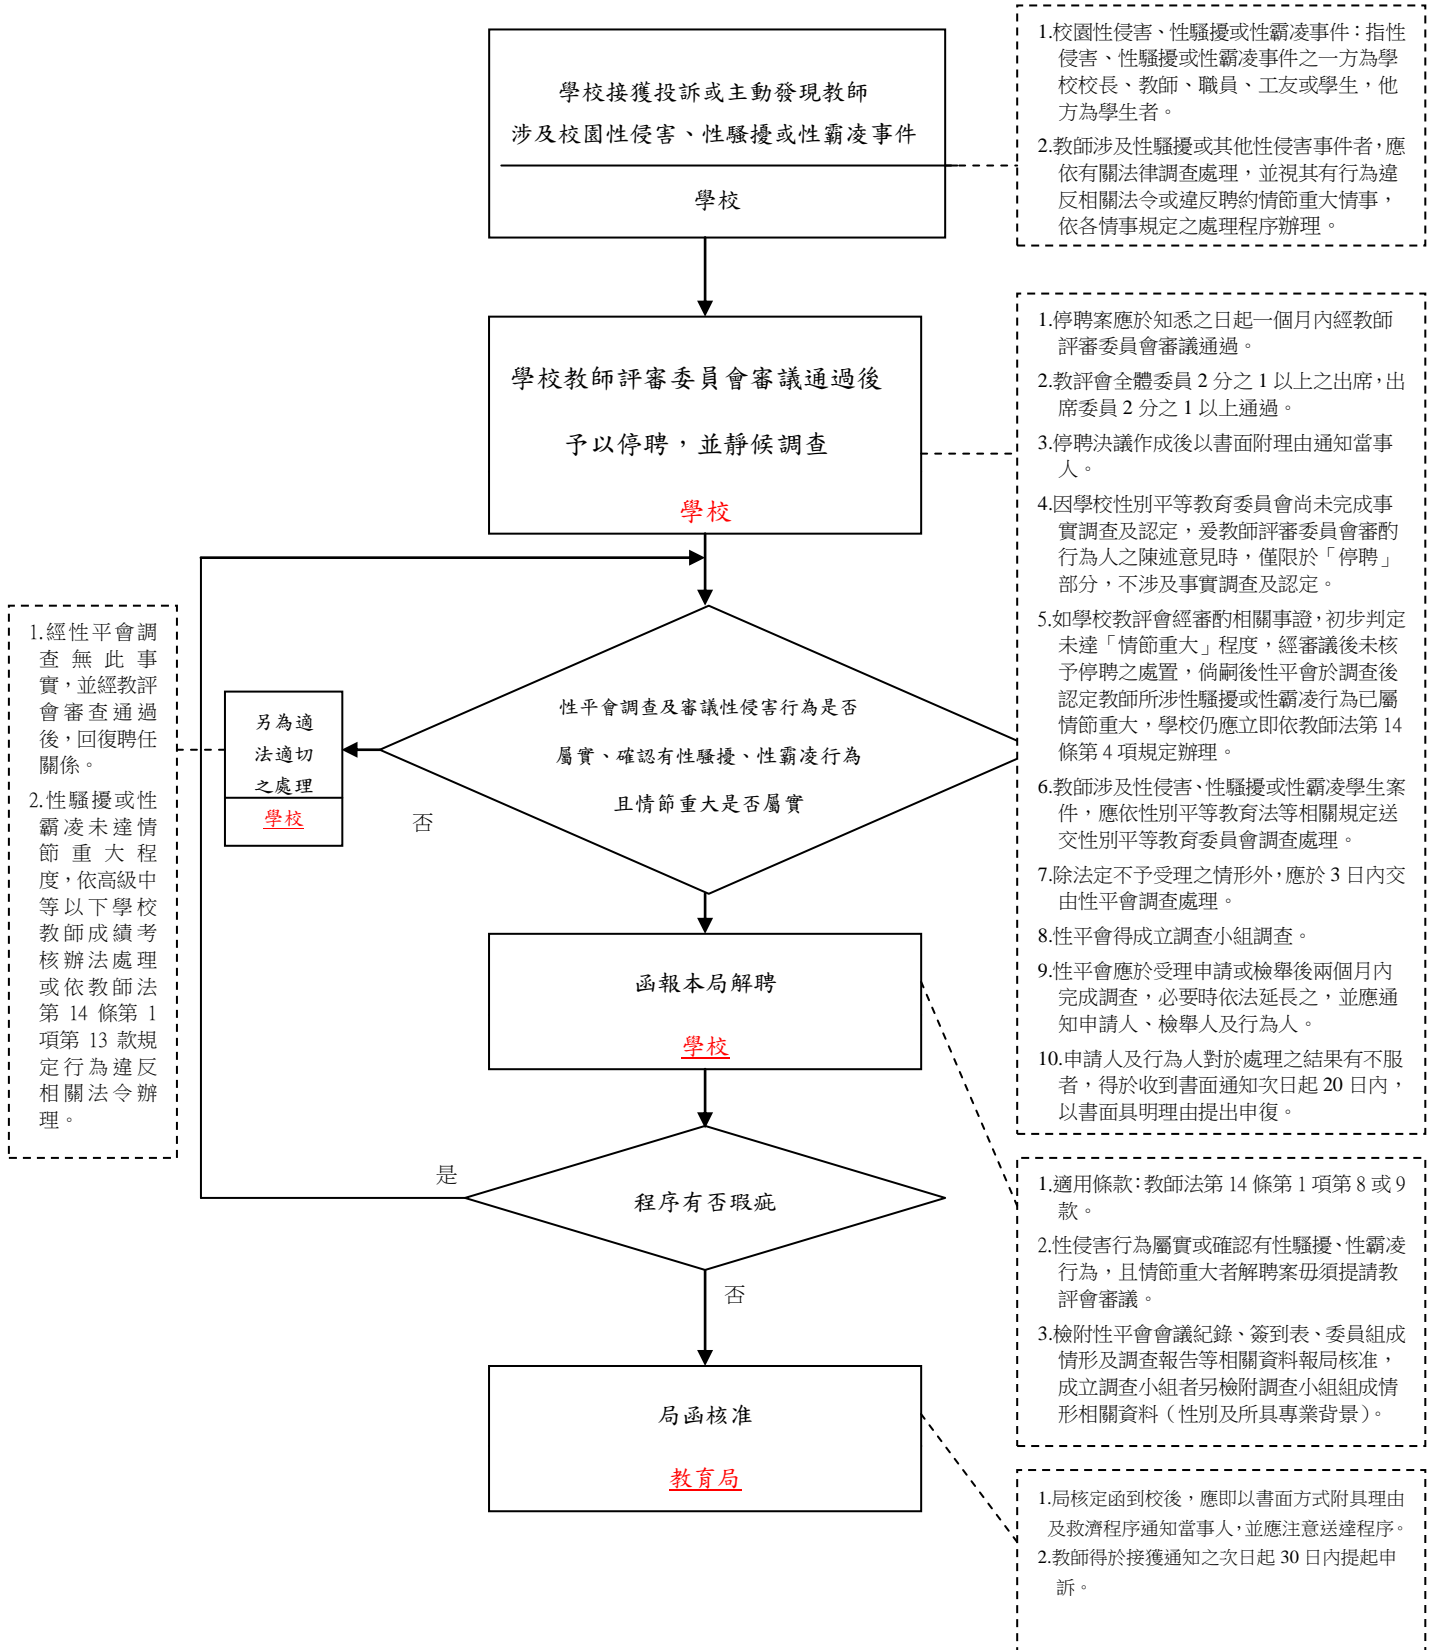 學校接獲投訴或主動發現教師
涉及校園性侵害、性騷擾或性霸凌事件
學校
1.校園性侵害、性騷擾或性霸凌事件：指性
侵害、性騷擾或性霸凌事件之一方為學
校校長、教師、職員、工友或學生，他
方為學生者。
2.教師涉及性騷擾或其他性侵害事件者，應
依有關法律調查處理，並視其有行為違
反相關法令或違反聘約情節重大情事，
依各情事規定之處理程序辦理。
學校教師評審委員會審議通過後
予以停聘，並靜候調查
學校
1.停聘案應於知悉之日起一個月內經教師
評審委員會審議通過。
2.教評會全體委員 2 分之 1 以上之出席，出
席委員 2 分之 1 以上通過。
3.停聘決議作成後以書面附理由通知當事
人。
4.因學校性別平等教育委員會尚未完成事
實調查及認定，爰教師評審委員會審酌
行為人之陳述意見時，僅限於「停聘」
部分，不涉及事實調查及認定。
5.如學校教評會經審酌相關事證，初步判定
未達「情節重大」程度，經審議後未核
予停聘之處置，倘嗣後性平會於調查後
認定教師所涉性騷擾或性霸凌行為已屬
情節重大，學校仍應立即依教師法第 14
條第 4 項規定辦理。
6.教師涉及性侵害、性騷擾或性霸凌學生案
件，應依性別平等教育法等相關規定送
交性別平等教育委員會調查處理。
7.除法定不予受理之情形外，應於 3 日內交
由性平會調查處理。
8.性平會得成立調查小組調查。
9.性平會應於受理申請或檢舉後兩個月內
完成調查，必要時依法延長之，並應通
知申請人、檢舉人及行為人。
10.申請人及行為人對於處理之結果有不服
者，得於收到書面通知次日起 20 日內，
以書面具明理由提出申復。
1.經性平會調
查無此事
實，並經教評
會審查通過
後，回復聘任
關係。
2.性騷擾或性
霸凌未達情
節重大程
度，依高級中
等以下學校
教師成績考
核辦法處理
或依教師法
第 14 條第 1
項第 13 款規
定行為違反
相關法令辦
理。
另為適
法適切
之處理
學校
否
性平會調查及審議性侵害行為是否
屬實、確認有性騷擾、性霸凌行為
且情節重大是否屬實
函報本局解聘
學校
是
程序有否瑕疵
否
1.適用條款：教師法第 14 條第 1 項第 8 或 9
款。
2.性侵害行為屬實或確認有性騷擾、性霸凌
行為，且情節重大者解聘案毋須提請教
評會審議。
3.檢附性平會會議紀錄、簽到表、委員組成
情形及調查報告等相關資料報局核准，
成立調查小組者另檢附調查小組組成情
形相關資料（性別及所具專業背景）。
局函核准
教育局
1.局核定函到校後，應即以書面方式附具理由
及救濟程序通知當事人，並應注意送達程序。
2.教師得於接獲通知之次日起 30 日內提起申
訴。